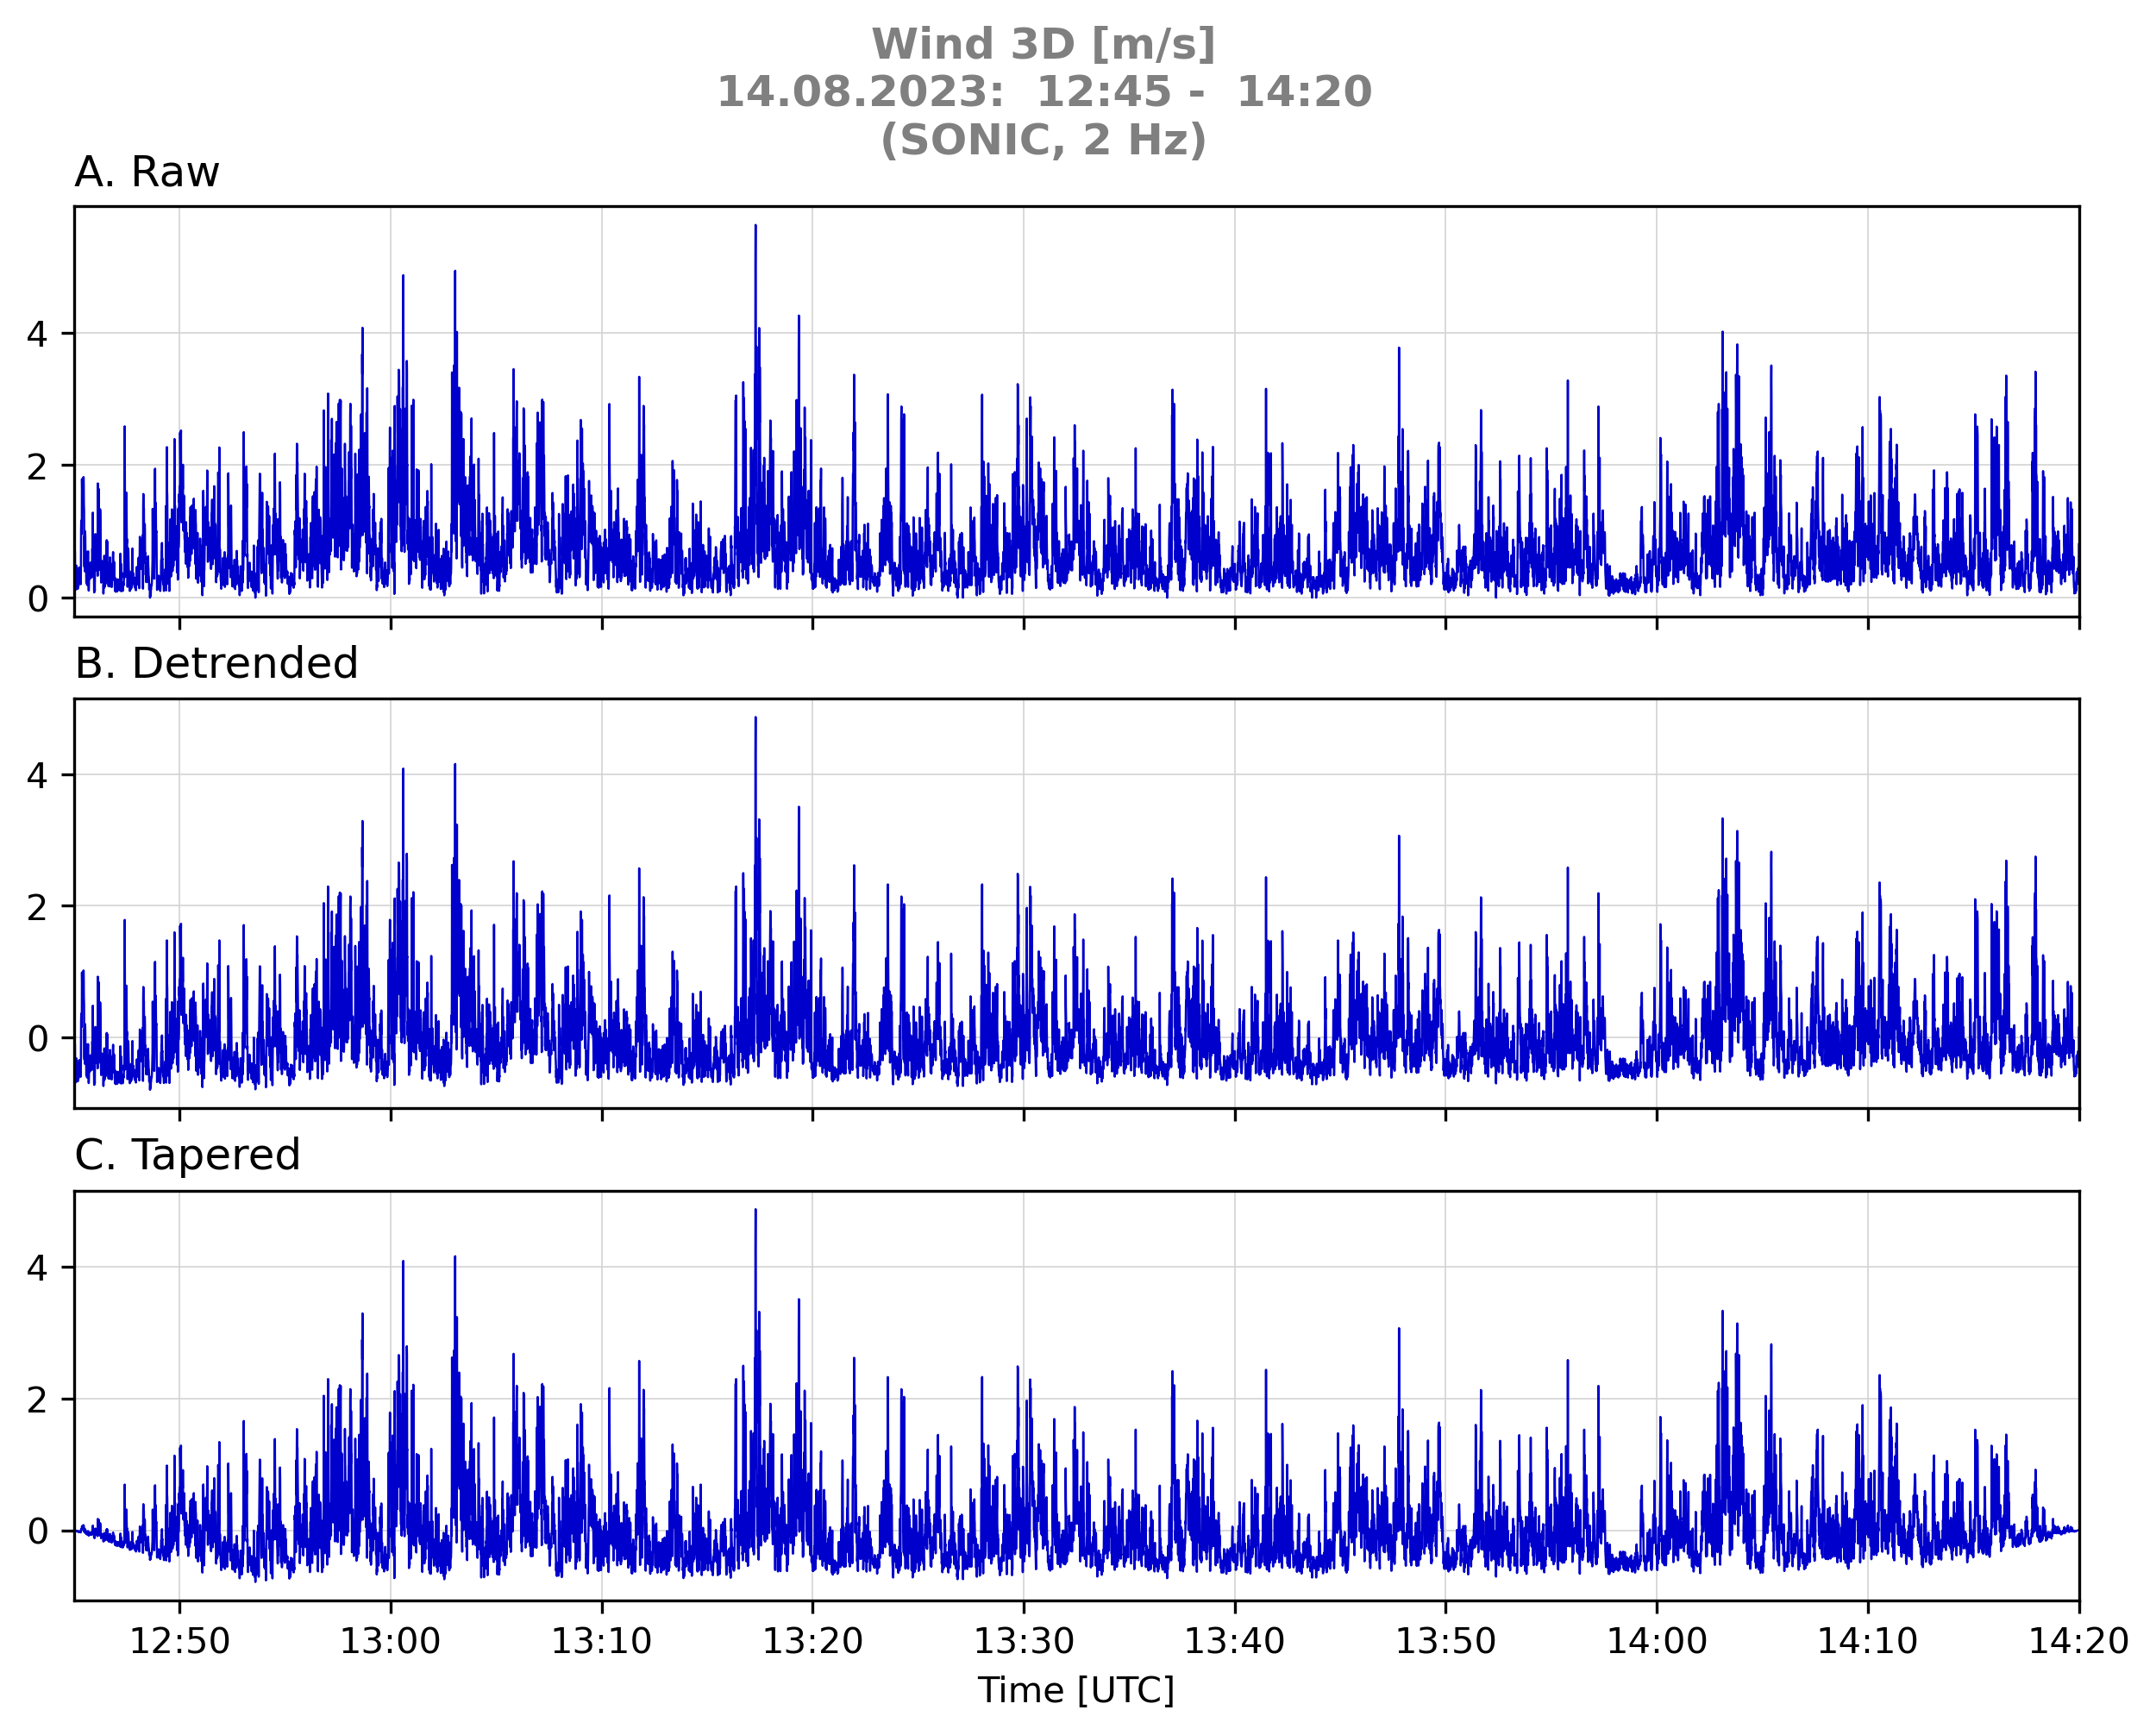 Wind 3D [m/s]
14.08.2023:  12:45 -  14:20
(SONIC, 2 Hz)
A. Raw
4
2
0
B. Detrended
4
2
0
C. Tapered
4
2
0
12:50 13:00 13:10 13:20 13:30 13:40 13:50 14:00 14:10 14:20
Time [UTC]